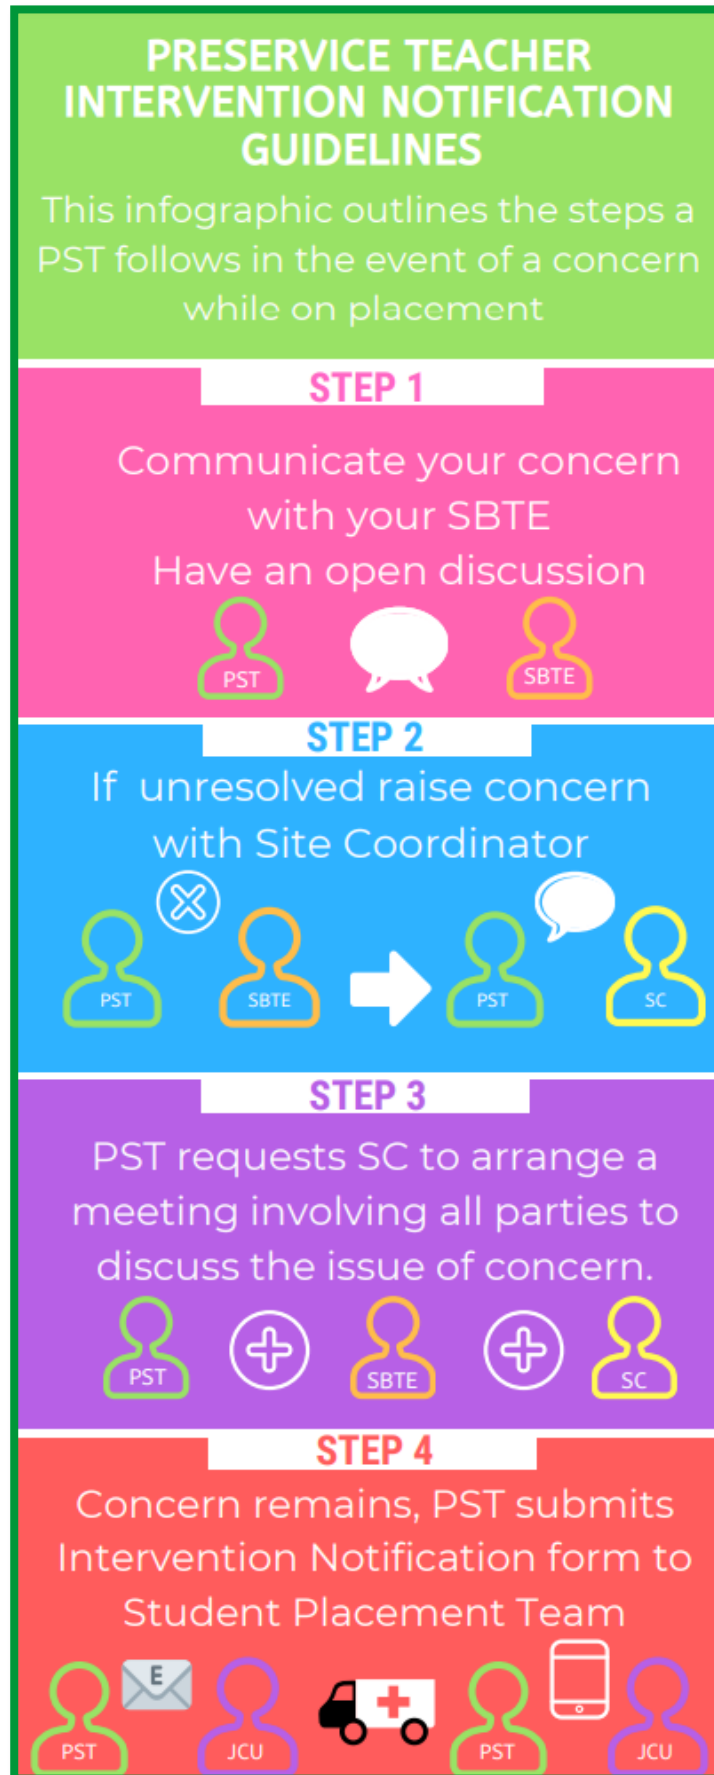 PRESERVICE TEACHER
INTERVENTION NOTIFICATION
GUIDELINES
This infographic outlines the steps a
PST follows in the event of a concern
while on placement
STEP 1
Communicate your concern
with your SBTE
Have an open discussion
PST SBTE
STEP 2
If unresolved raise concern
with Site Coordinator
PST SBTE PST SC
STEP 3
PST requests SC to arrange a
meeting involving all parties to
discuss the issue of concern.
PST SBTE SC
STEP 4
Concern remains, PST submits
Intervention Notification form to
Student Placement Team
E
PST JCU PST JCU